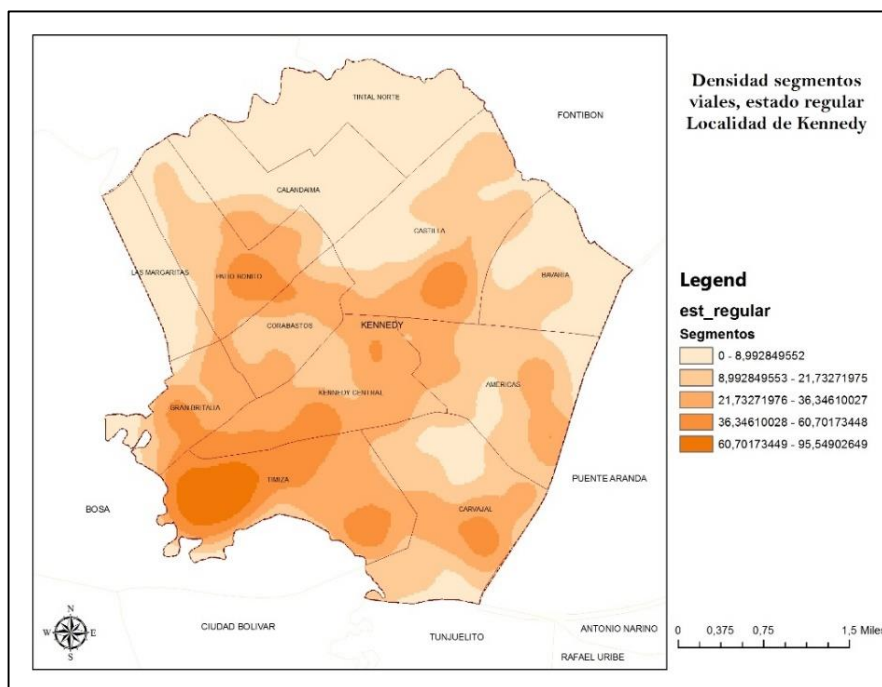 Densidad segmentos
viales, estado regular
Localidad de Kennedy
TINTAL NORTE
FONTIBON
CALANDAIMA
CASTILLA
LAS MARGARITAS
PATIO BONITO
BAVARIA
CORABASTOS
KENNEDY
AMERICAS
KENNEDY CENTRAL
GRAN BRITALIA
TIMIZA
CARVAJAL
BOSA
PUENTE ARANDA
CIUDAD BOLIVAR
TUNJUELITO
ANTONIO NARINO
RAFAEL URIBE
N
W E
S
Legend
est_regular
Segmentos
0 - 8,992849552
8,992849553 - 21,73271975
21,73271976 - 36,34610027
36,34610028 - 60,70173448
60,70173449 - 95,54902649
0 0,375 0,75 1,5 Miles